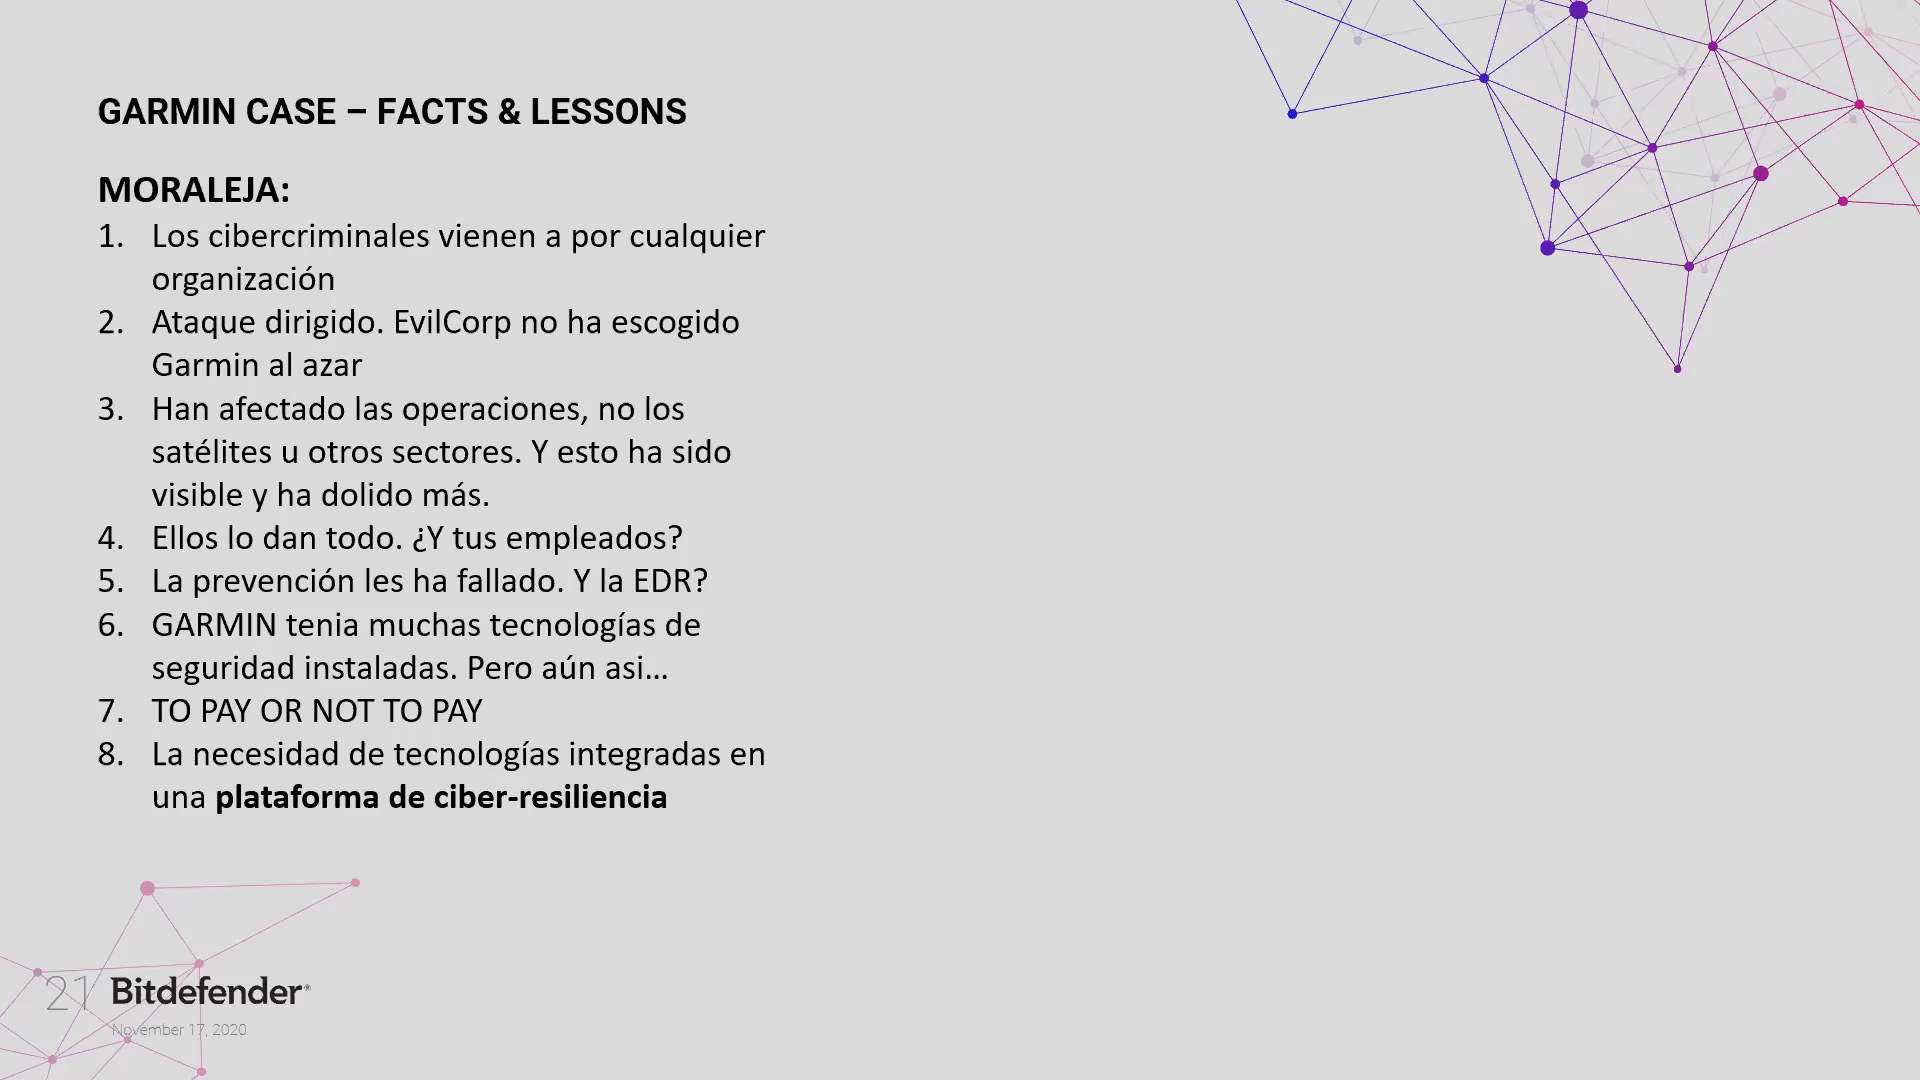 GARMIN CASE – FACTS & LESSONS
MORALEJA:
1. Los cibercriminales vienen a por cualquier
organización
2. Ataque dirigido. EvilCorp no ha escogido
Garmin al azar
3. Han afectado las operaciones, no los
satélites u otros sectores. Y esto ha sido
visible y ha dolido más.
4. Ellos lo dan todo. ¿Y tus empleados?
5. La prevención les ha fallado. Y la EDR?
6. GARMIN tenia muchas tecnologías de
seguridad instaladas. Pero aún asi…
7. TO PAY OR NOT TO PAY
8. La necesidad de tecnologías integradas en
una plataforma de ciber-resiliencia
21 Bitdefender®
November 17, 2020